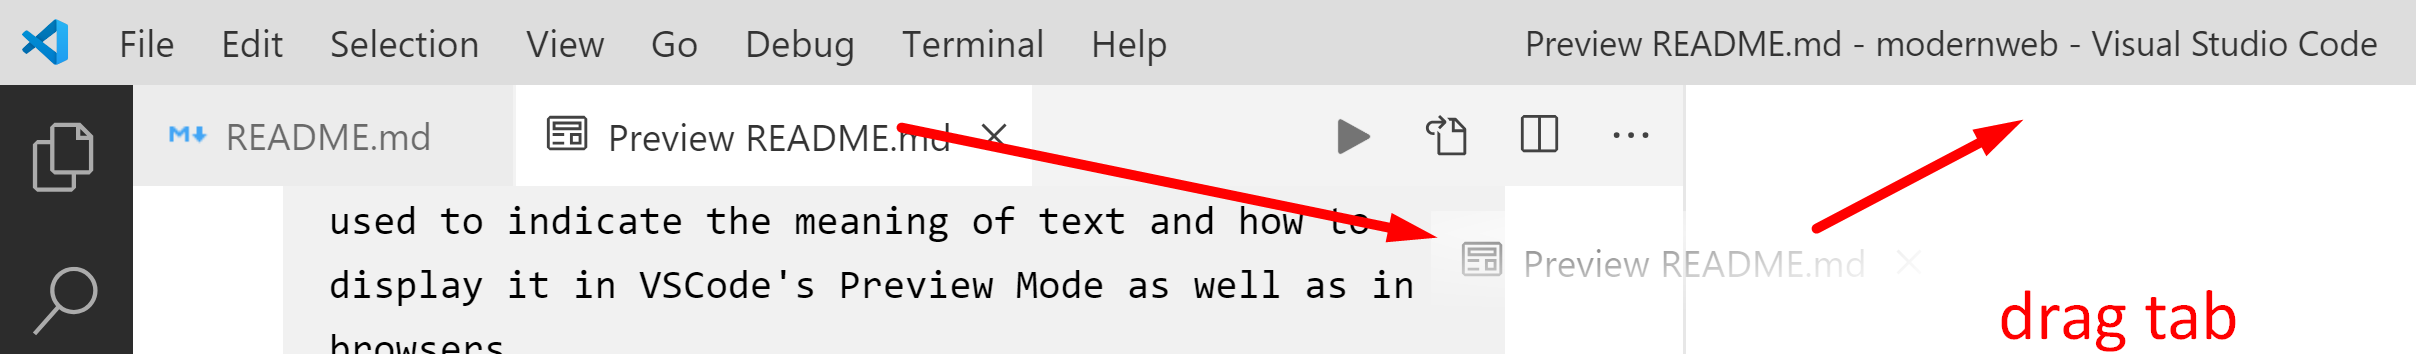 File Edit Selection View Go Debug Terminal Help Preview README.md - modernweb - Visual Studio Code
README.md Preview README.md
used to indicate the meaning of text and how to
display it in VSCode's Preview Mode as well as in
browsers
Preview README.md
drag tab